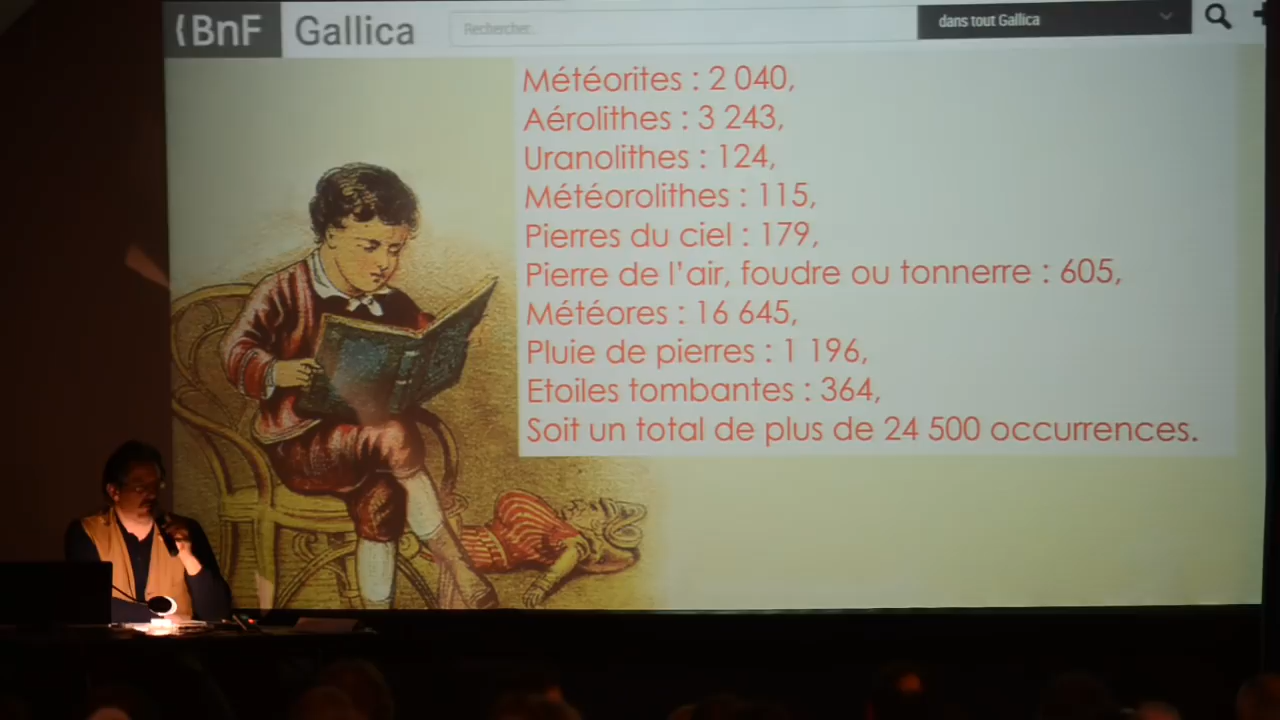 BnF Gallica Rechercher... dans tout Gallica
Météorites : 2 040,
Aérolithes : 3 243,
Uranolithes : 124,
Météorolithes : 115,
Pierres du ciel : 179,
Pierre de l'air, foudre ou tonnerre : 605,
Météores : 16 645,
Pluie de pierres : 1 196,
Etoiles tombantes : 364,
Soit un total de plus de 24 500 occurrences.